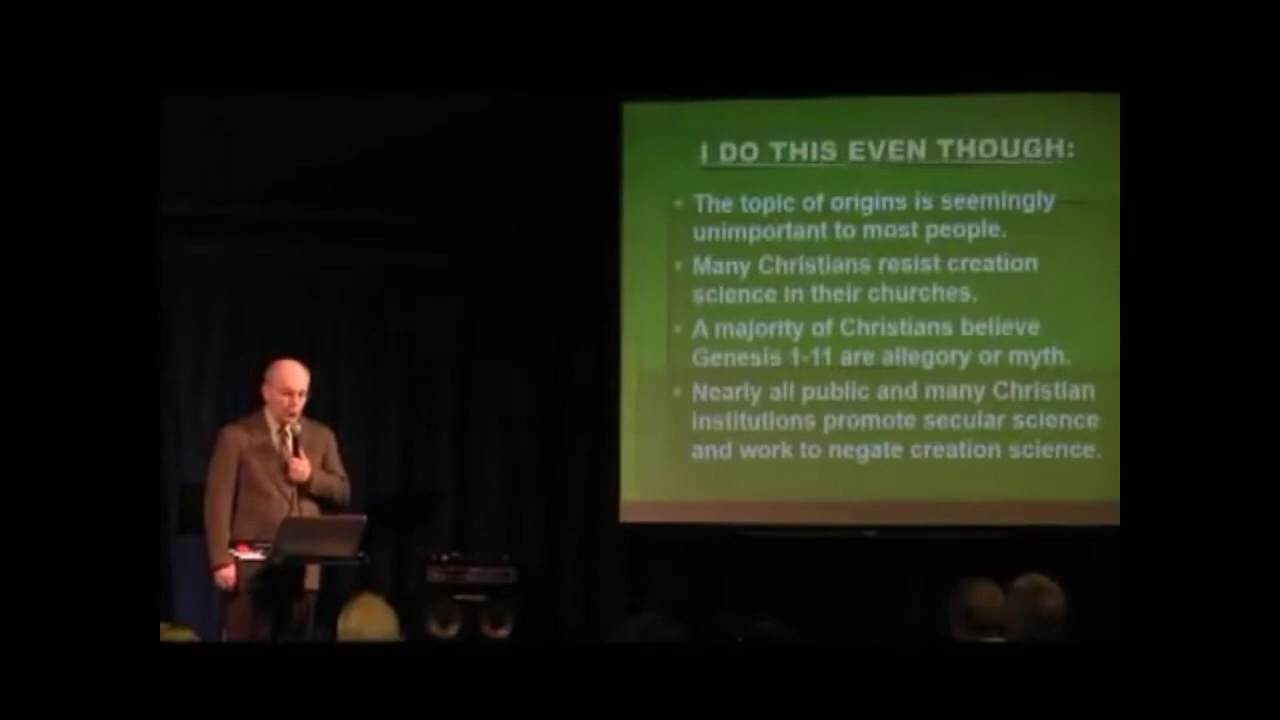 I DO THIS EVEN THOUGH:
• The topic of origins is seemingly
unimportant to most people.
• Many Christians resist creation
science in their churches.
• A majority of Christians believe
Genesis 1-11 are allegory or myth.
• Nearly all public and many Christian
institutions promote secular science
and work to negate creation science.